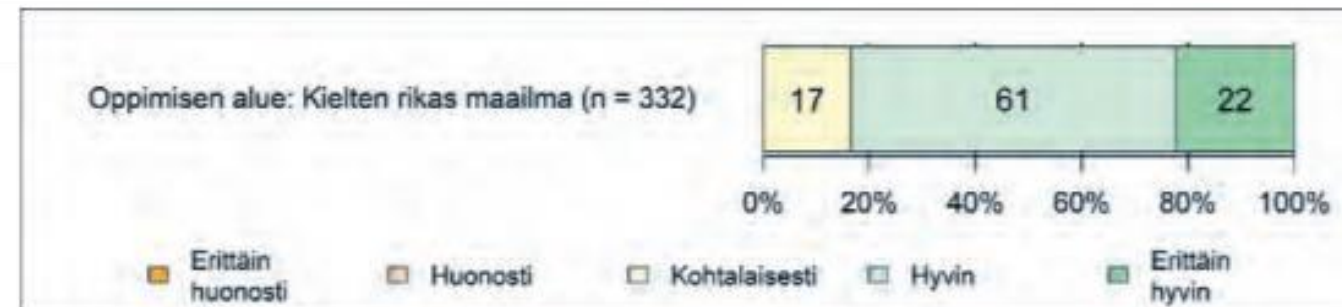 Oppimisen alue: Kielten rikas maailma (n = 332)
17 61 22
0% 20% 40% 60% 80% 100%
Erittäin huonosti
Huonosti
Kohtalaisesti
Hyvin
Erittäin hyvin